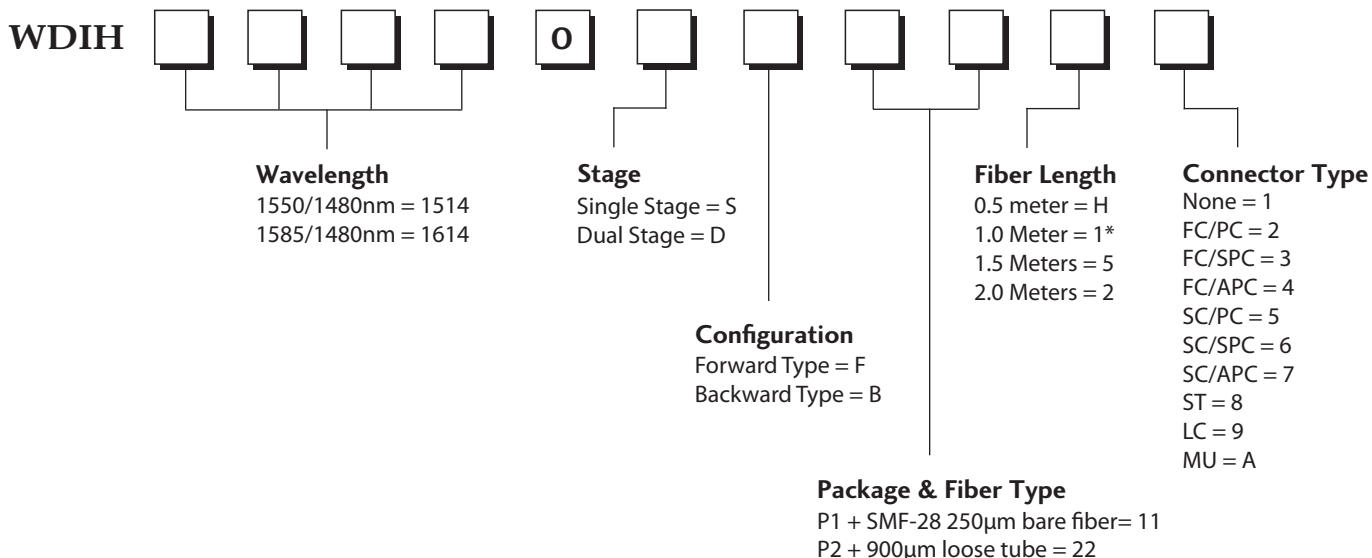 WDIH 0
Wavelength
1550/1480nm = 1514
1585/1480nm = 1614
Stage
Single Stage = S
Dual Stage = D
Configuration
Forward Type = F
Backward Type = B
Package & Fiber Type
P1 + SMF-28 250μm bare fiber= 11
P2 + 900μm loose tube = 22
Fiber Length
0.5 meter = H
1.0 Meter = 1*
1.5 Meters = 5
2.0 Meters = 2
Connector Type
None = 1
FC/PC = 2
FC/SPC = 3
FC/APC = 4
SC/PC = 5
SC/SPC = 6
SC/APC = 7
ST = 8
LC = 9
MU = A